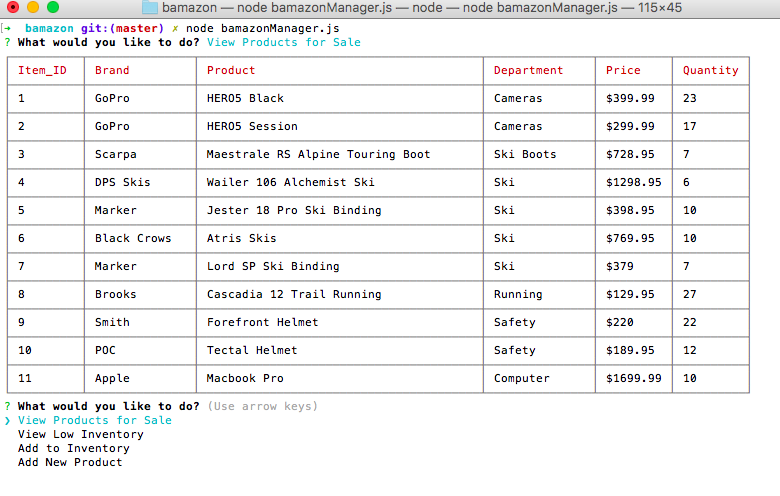 bamazon — node bamazonManager.js — node — node bamazonManager.js — 115×45
[→ bamazon git:(master) ✗ node bamazonManager.js
? What would you like to do? View Products for Sale
Item_ID Brand Product Department Price Quantity
1 GoPro HERO5 Black Cameras $399.99 23
2 GoPro HERO5 Session Cameras $299.99 17
3 Scarpa Maestrale RS Alpine Touring Boot Ski Boots $728.95 7
4 DPS Skis Wailer 106 Alchemist Ski Ski $1298.95 6
5 Marker Jester 18 Pro Ski Binding Ski $398.95 10
6 Black Crows Atris Skis Ski $769.95 10
7 Marker Lord SP Ski Binding Ski $379 7
8 Brooks Cascadia 12 Trail Running Running $129.95 27
9 Smith Forefront Helmet Safety $220 22
10 POC Tectal Helmet Safety $189.95 12
11 Apple Macbook Pro Computer $1699.99 10
? What would you like to do? (Use arrow keys)
❯ View Products for Sale
View Low Inventory
Add to Inventory
Add New Product